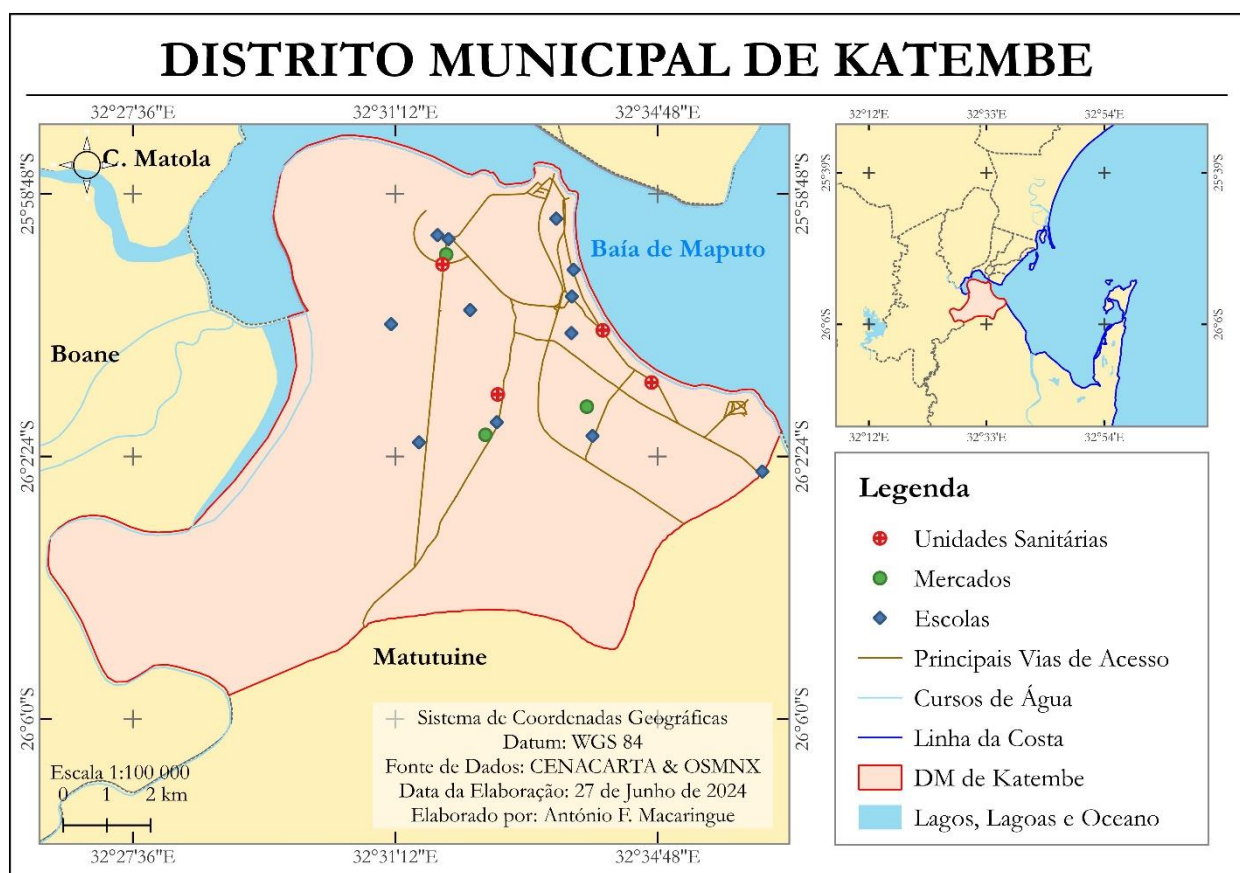 DISTRITO MUNICIPAL DE KATEMBE
32°27'36"E 32°31'12"E 32°34'48"E
25°58'48"S
26°2'24"S
26°6'0"S
C. Matola
Baía de Maputo
Boane
Matutuine
25°58'48"S
26°2'24"S
26°6'0"S
Sistema de Coordenadas Geográficas
Datum: WGS 84
Fonte de Dados: CENACARTA & OSMNX
Data da Elaboração: 27 de Junho de 2024
Elaborado por: António F. Macaringue
Escala 1:100 000
0 1 2 km
32°27'36"E 32°31'12"E 32°34'48"E
32°12'E 32°33'E 32°54'E
25°39'S
26°6'S
25°39'S
26°6'S
32°12'E 32°33'E 32°54'E
Legenda
Unidades Sanitárias
Mercados
Escolas
Principais Vias de Acesso
Cursos de Água
Linha da Costa
DM de Katembe
Lagos, Lagoas e Oceano